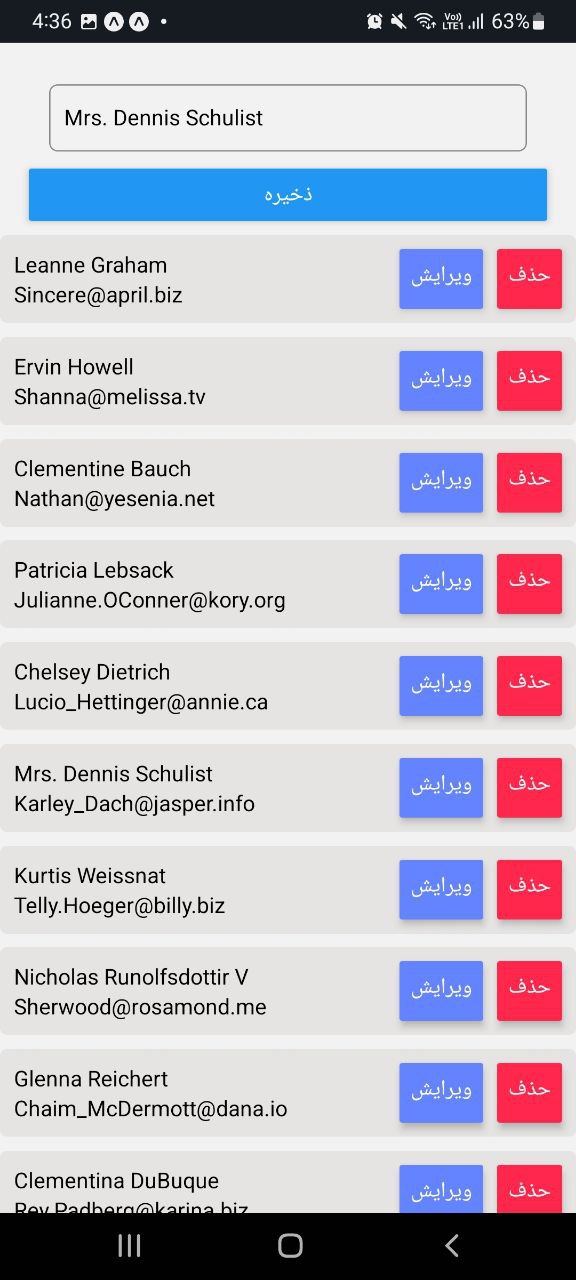 4:36
Vo)) LTE1 63%
Mrs. Dennis Schulist
ذخیره
Leanne Graham
Sincere@april.biz
ویرایش
حذف
Ervin Howell
Shanna@melissa.tv
ویرایش
حذف
Clementine Bauch
Nathan@yesenia.net
ویرایش
حذف
Patricia Lebsack
Julianne.OConner@kory.org
ویرایش
حذف
Chelsey Dietrich
Lucio_Hettinger@annie.ca
ویرایش
حذف
Mrs. Dennis Schulist
Karley_Dach@jasper.info
ویرایش
حذف
Kurtis Weissnat
Telly.Hoeger@billy.biz
ویرایش
حذف
Nicholas Runolfsdottir V
Sherwood@rosamond.me
ویرایش
حذف
Glenna Reichert
Chaim_McDermott@dana.io
ویرایش
حذف
Clementina DuBuque
Rey.Padberg@karina.biz
ویرایش
حذف